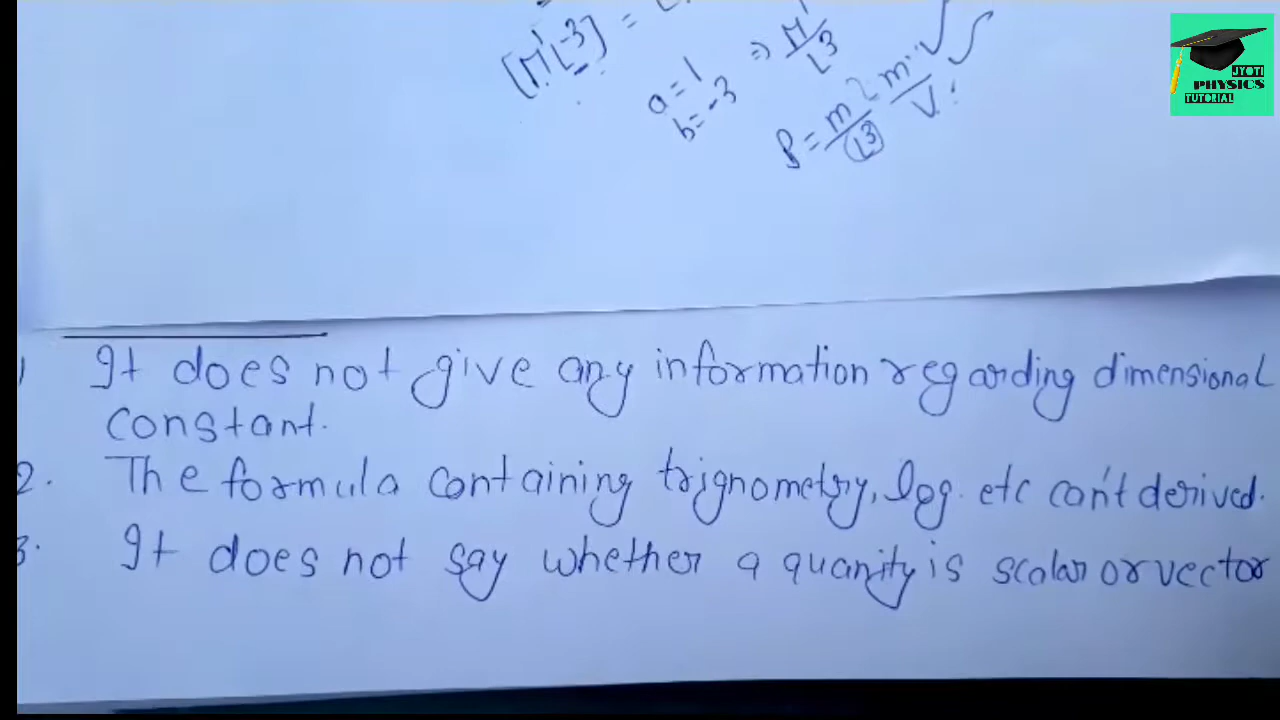 [M¹L⁻³] =
a = 1
b = -3
⇒ M/L³
ρ = m/L³ m/V
JYOTI
PHYSICS
TUTORIAL
1 It does not give any information regarding dimensional
constant.
2. The formula containing trignometry, log. etc can't derived.
3. It does not say whether a quanity is scalar or vector